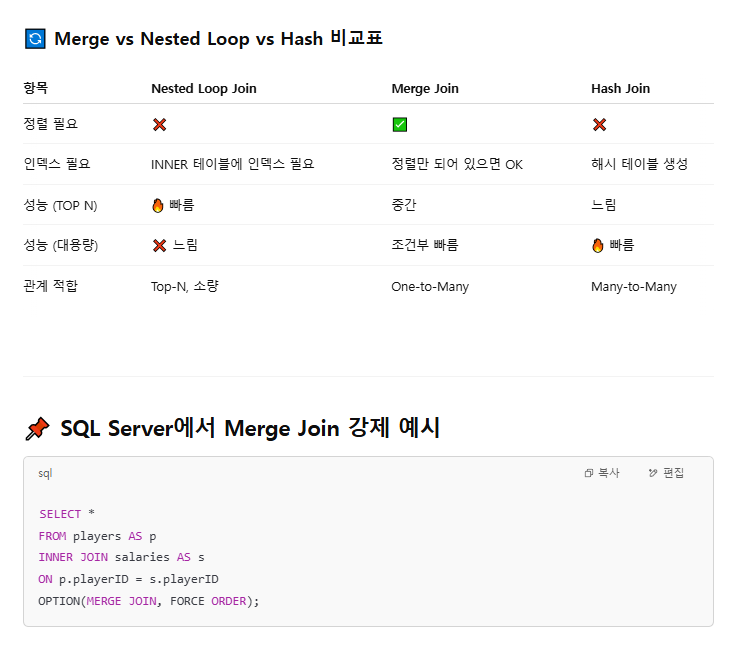 🔄 Merge vs Nested Loop vs Hash 비교표
항목 Nested Loop Join Merge Join Hash Join
정렬 필요 ❌ ✅ ❌
인덱스 필요 INNER 테이블에 인덱스 필요 정렬만 되어 있으면 OK 해시 테이블 생성
성능 (TOP N) 🔥 빠름 중간 느림
성능 (대용량) ❌ 느림 조건부 빠름 🔥 빠름
관계 적합 Top-N, 소량 One-to-Many Many-to-Many
📌 SQL Server에서 Merge Join 강제 예시
sql 복사 편집
SELECT *
FROM players AS p
INNER JOIN salaries AS s
ON p.playerID = s.playerID
OPTION(MERGE JOIN, FORCE ORDER);